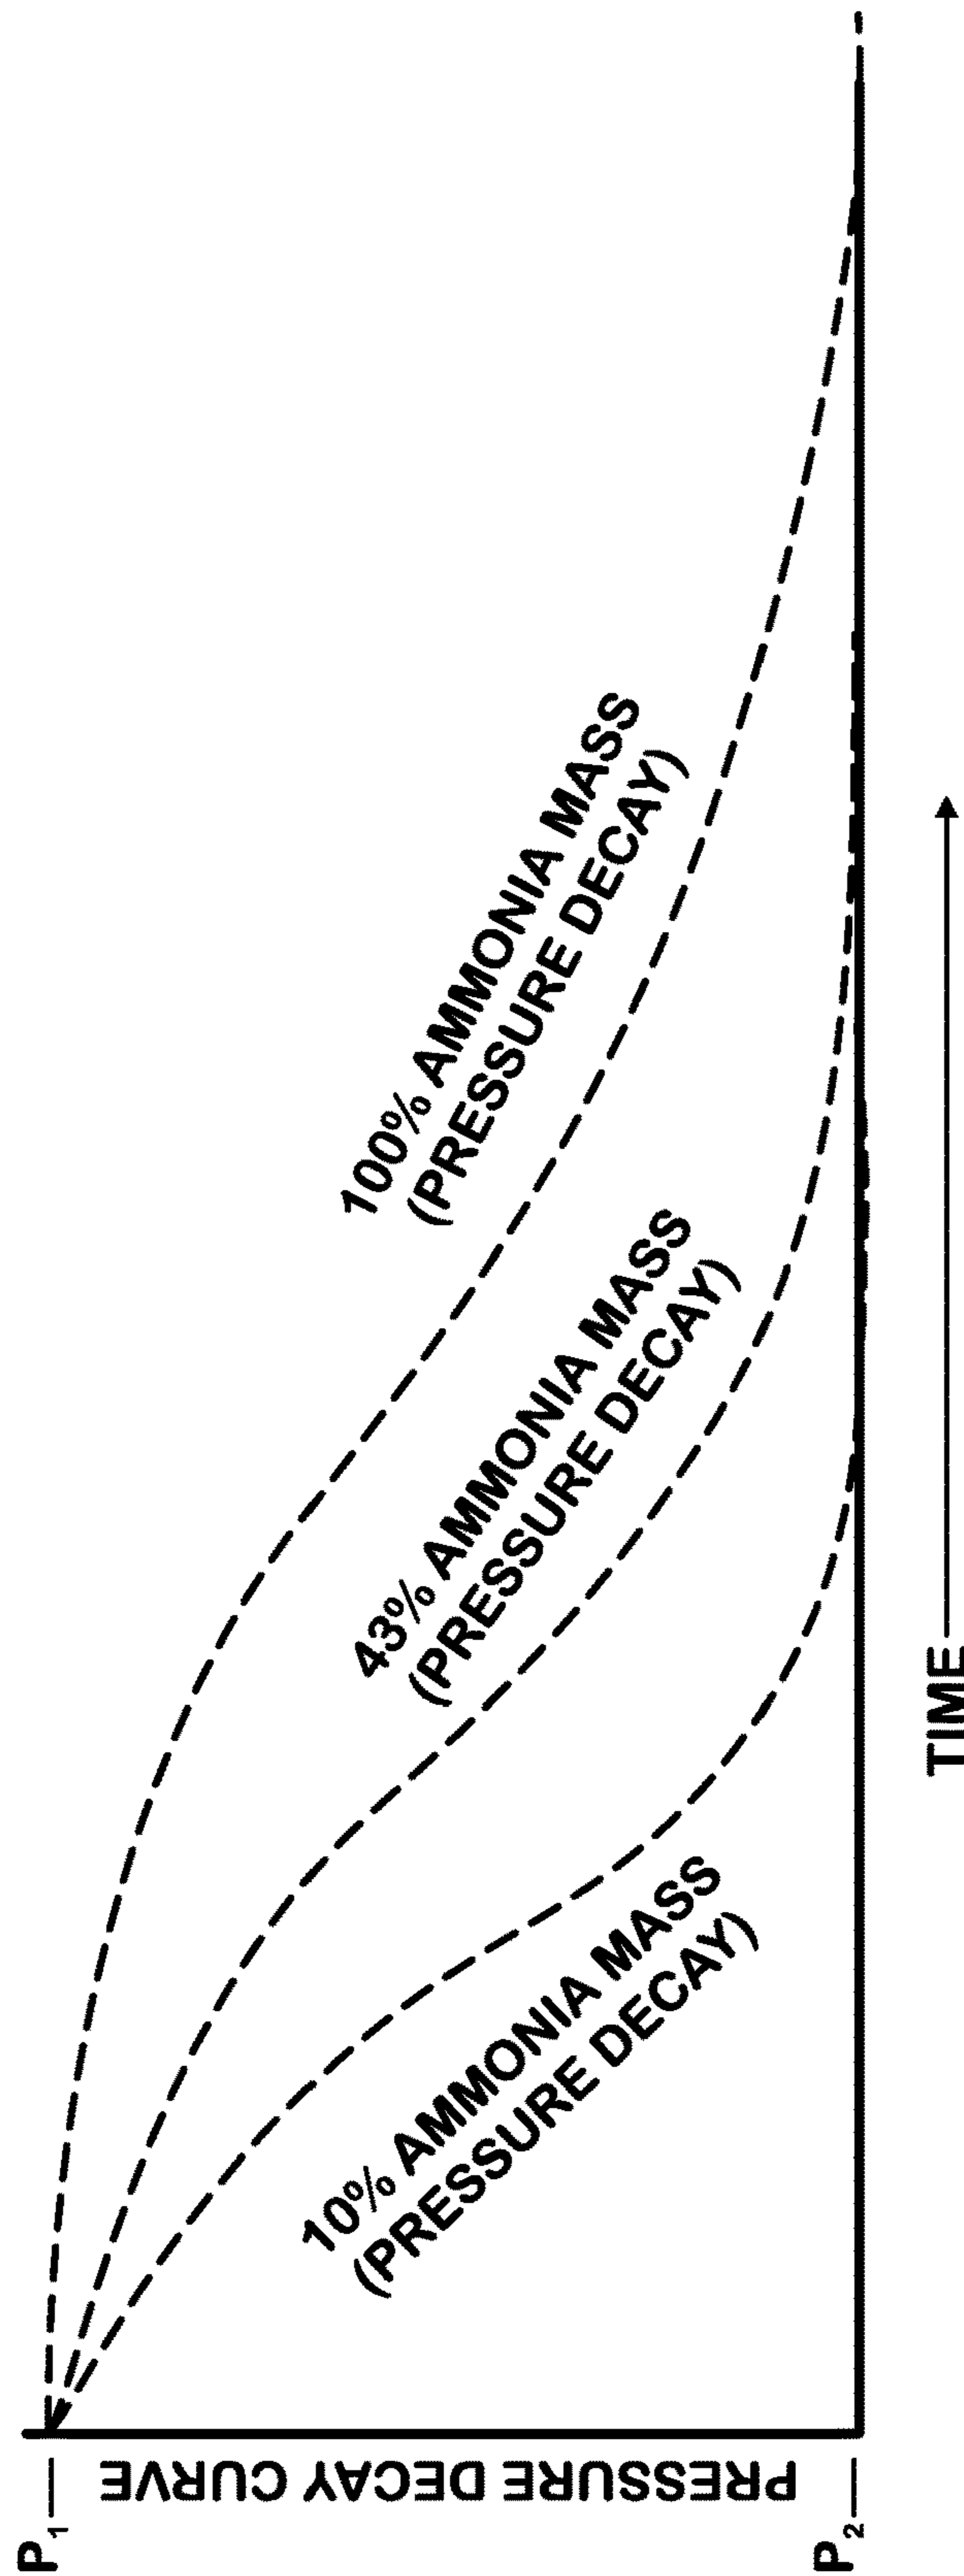 P1
PRESSURE DECAY CURVE
P2
100% AMMONIA MASS
(PRESSURE DECAY)
43% AMMONIA MASS
(PRESSURE DECAY)
10% AMMONIA MASS
(PRESSURE DECAY)
TIME